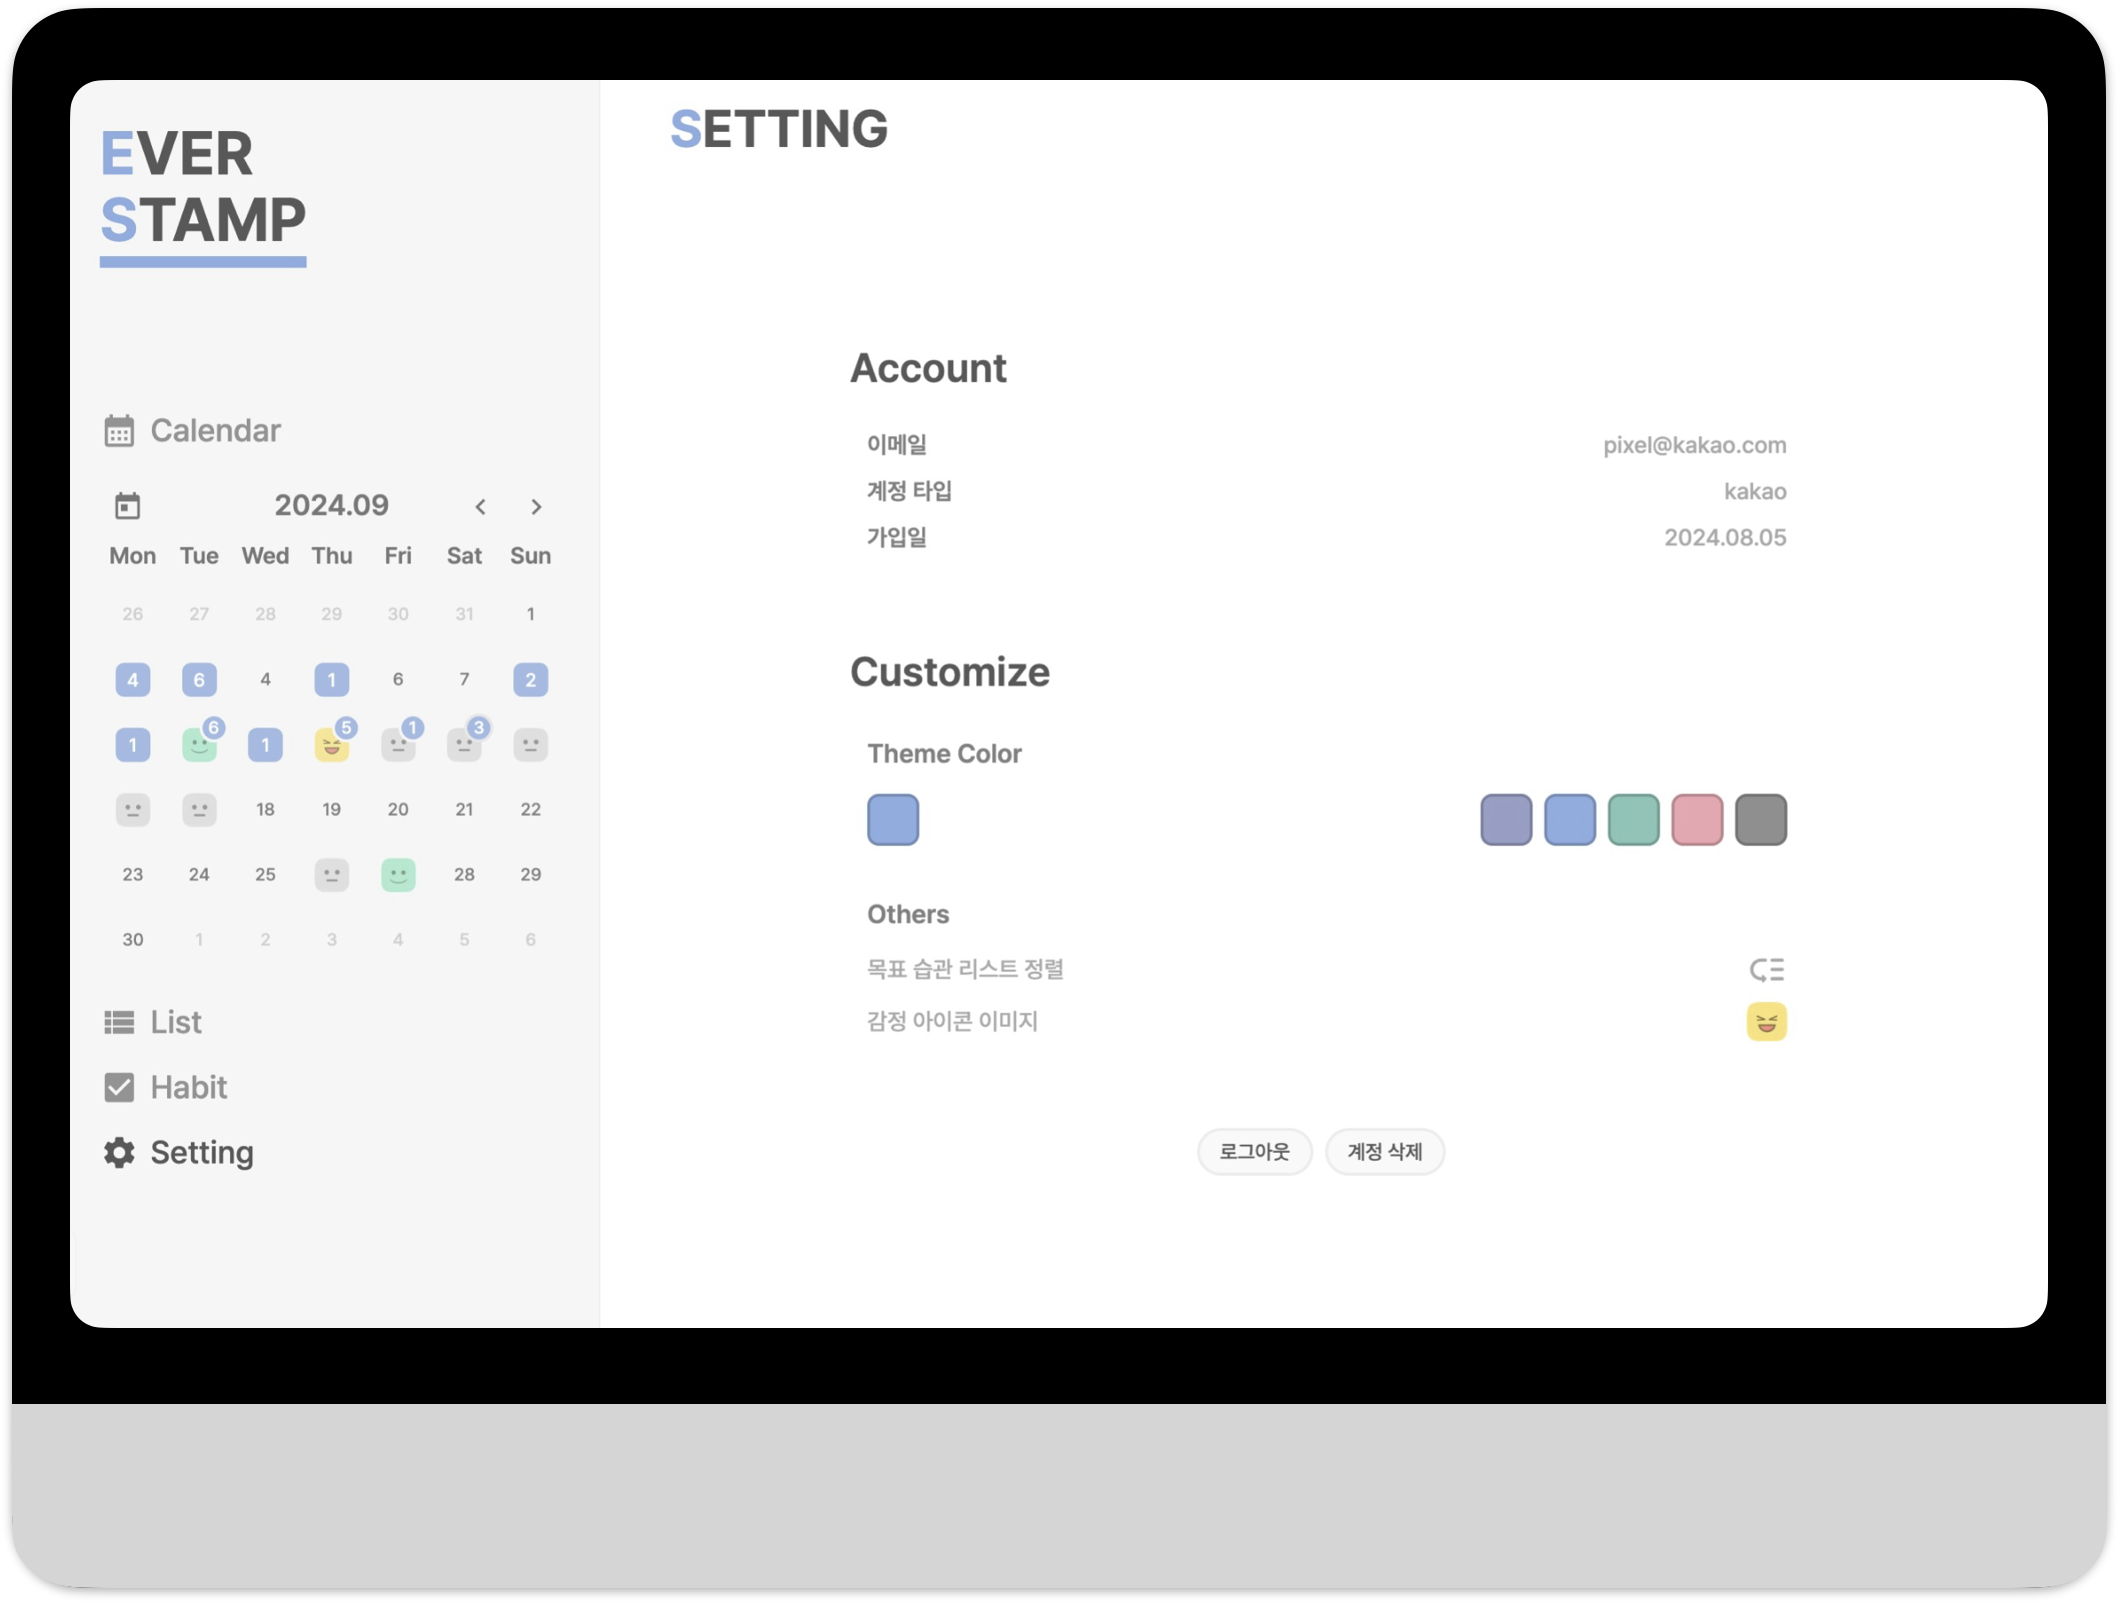 EVER
STAMP
Calendar
2024.09
Mon Tue Wed Thu Fri Sat Sun
26 27 28 29 30 31 1
4 6 4 1 6 7 2
1 6 1 5 1 3
18 19 20 21 22
23 24 25 28 29
30 1 2 3 4 5 6
List
Habit
Setting
SETTING
Account
이메일 pixel@kakao.com
계정 타입 kakao
가입일 2024.08.05
Customize
Theme Color
Others
목표 습관 리스트 정렬
감정 아이콘 이미지
로그아웃 계정 삭제